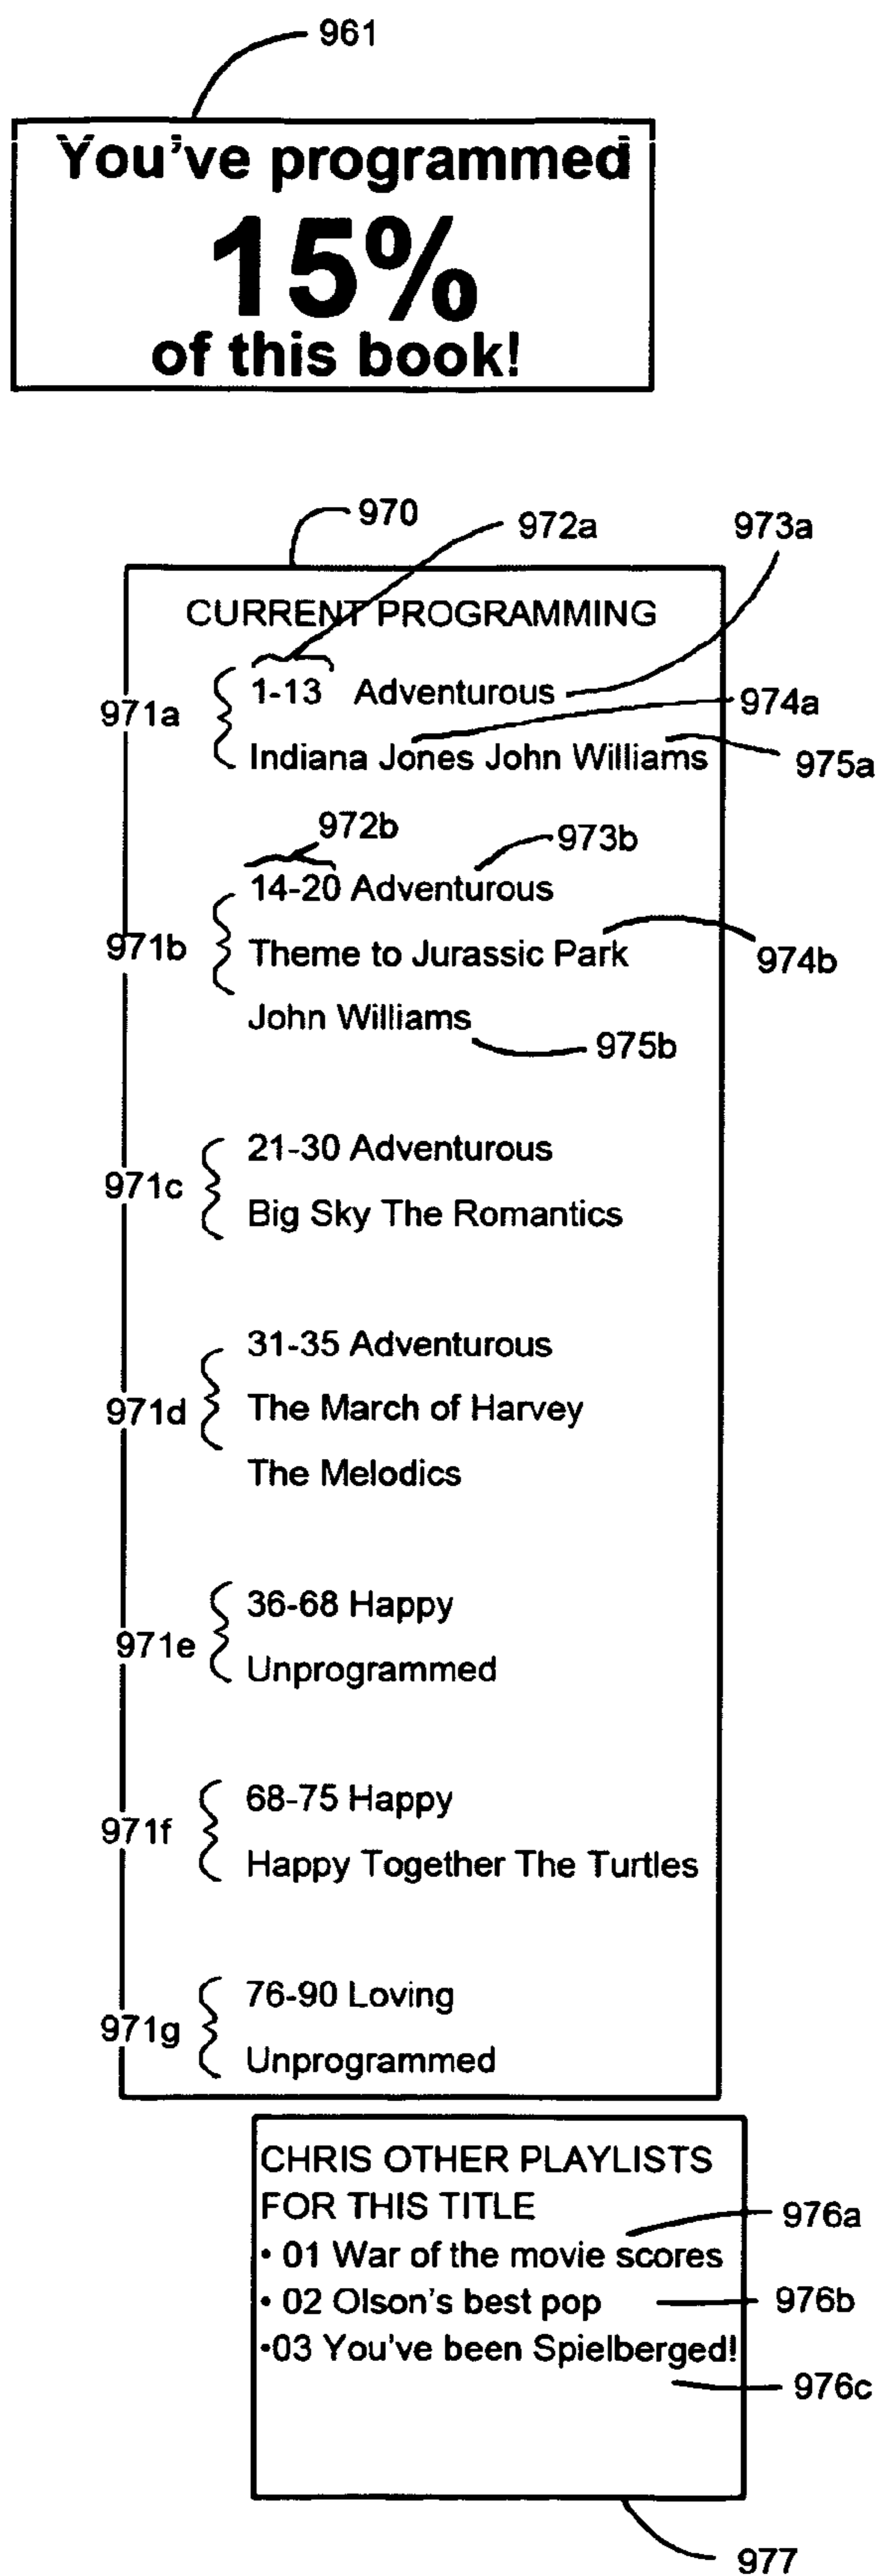 961
You've programmed
15%
of this book!
970
972a
973a
CURRENT PROGRAMMING
971a
1-13 Adventurous
974a
Indiana Jones John Williams
975a
972b
973b
14-20 Adventurous
971b
Theme to Jurassic Park
974b
John Williams
975b
21-30 Adventurous
971c
Big Sky The Romantics
31-35 Adventurous
971d
The March of Harvey
The Melodics
36-68 Happy
971e
Unprogrammed
68-75 Happy
971f
Happy Together The Turtles
76-90 Loving
971g
Unprogrammed
CHRIS OTHER PLAYLISTS
FOR THIS TITLE
976a
• 01 War of the movie scores
• 02 Olson's best pop
976b
•03 You've been Spielberged!
976c
977